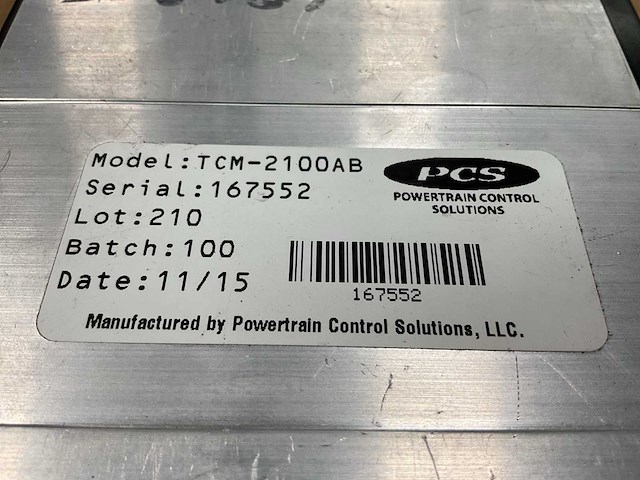 Model:TCM-2100AB
Serial:167552
Lot:210
Batch:100
Date:11/15
PCS
POWERTRAIN CONTROL
SOLUTIONS
167552
Manufactured by Powertrain Control Solutions, LLC.